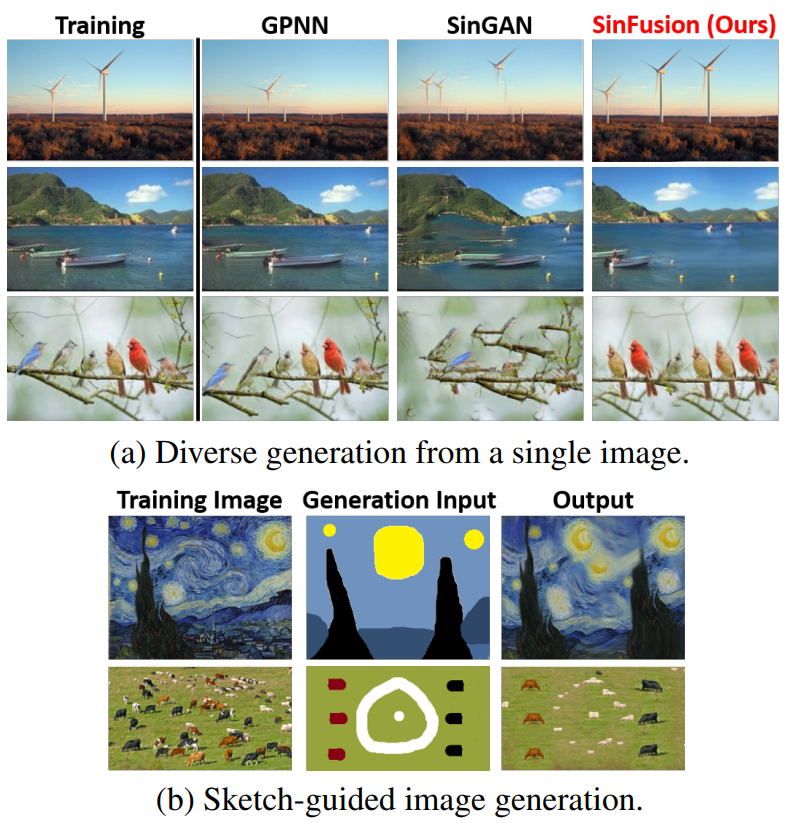 Training GPNN SinGAN SinFusion (Ours)
(a) Diverse generation from a single image.
Training Image Generation Input Output
(b) Sketch-guided image generation.